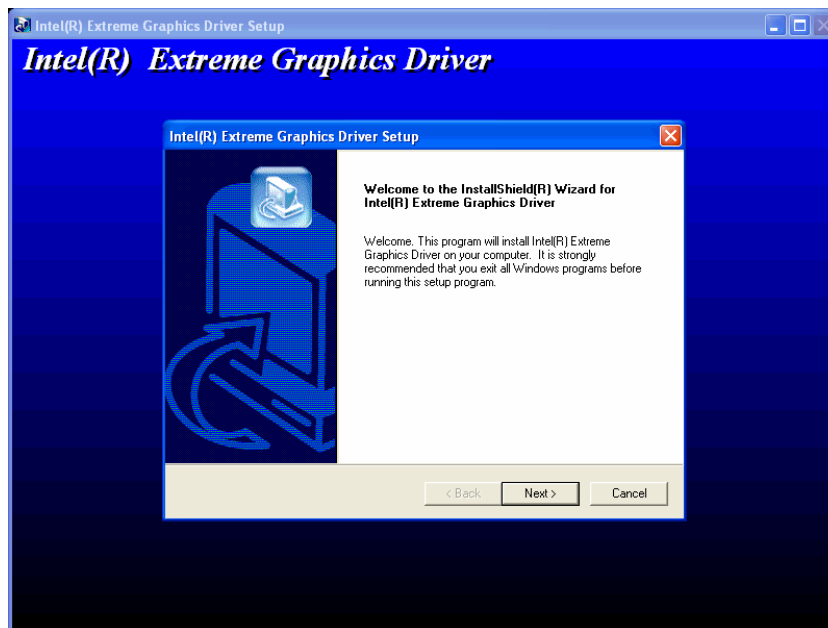 Intel(R) Extreme Graphics Driver Setup
Intel(R) Extreme Graphics Driver
Intel(R) Extreme Graphics Driver Setup
Welcome to the InstallShield(R) Wizard for
Intel(R) Extreme Graphics Driver
Welcome. This program will install Intel(R) Extreme
Graphics Driver on your computer. It is strongly
recommended that you exit all Windows programs before
running this setup program.
< Back
Next >
Cancel